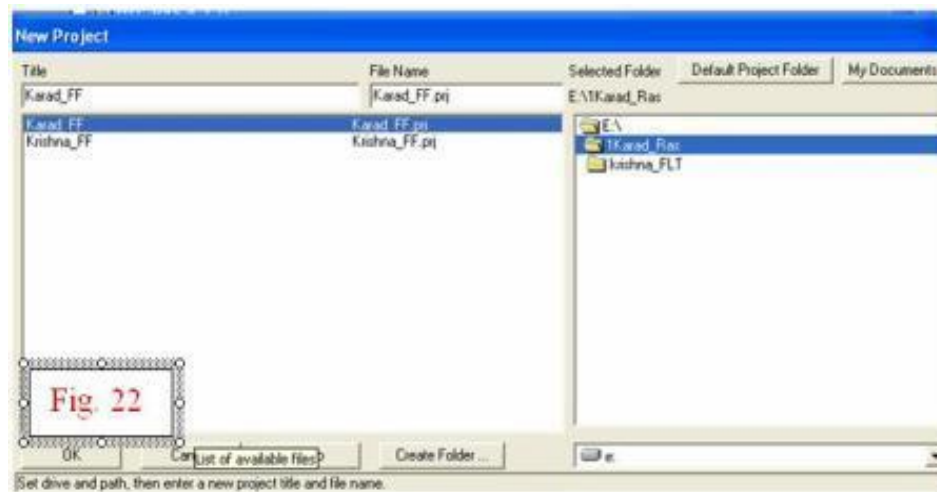 New Project
Title File Name Selected Folder Default Project Folder My Documents
Karad_FF Karad_FF.prj E:\1Karad_Ras
Karad_FF Karad_FF.prj E:\
Krishna_FF Krishna_FF.prj 1Karad_Ras
krishna_FLT
Fig. 22
OK Create Folder ... e:
List of available files
Set drive and path, then enter a new project title and file name.